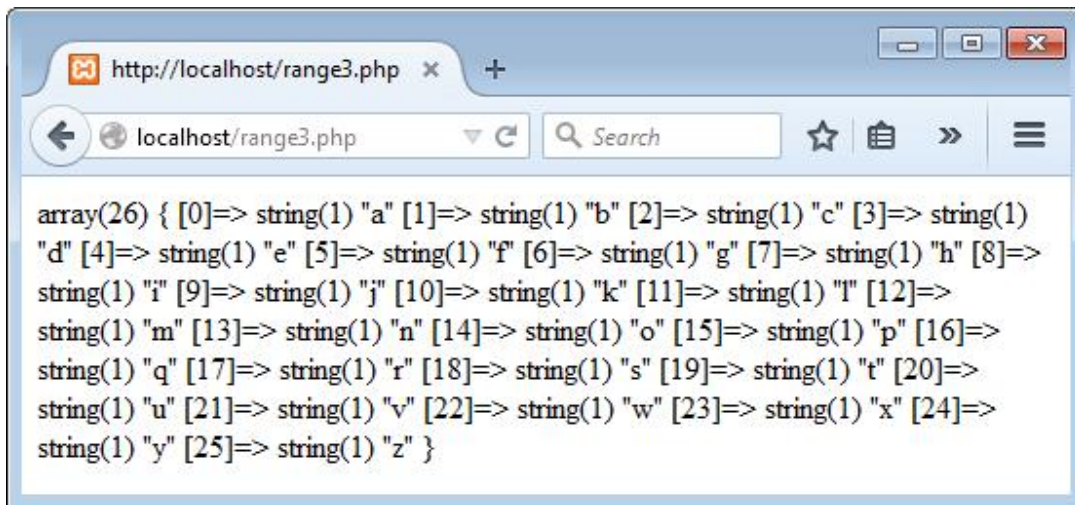 http://localhost/range3.php
localhost/range3.php Search
array(26) { [0]=> string(1) "a" [1]=> string(1) "b" [2]=> string(1) "c" [3]=> string(1)
"d" [4]=> string(1) "e" [5]=> string(1) "f" [6]=> string(1) "g" [7]=> string(1) "h" [8]=>
string(1) "i" [9]=> string(1) "j" [10]=> string(1) "k" [11]=> string(1) "l" [12]=>
string(1) "m" [13]=> string(1) "n" [14]=> string(1) "o" [15]=> string(1) "p" [16]=>
string(1) "q" [17]=> string(1) "r" [18]=> string(1) "s" [19]=> string(1) "t" [20]=>
string(1) "u" [21]=> string(1) "v" [22]=> string(1) "w" [23]=> string(1) "x" [24]=>
string(1) "y" [25]=> string(1) "z" }